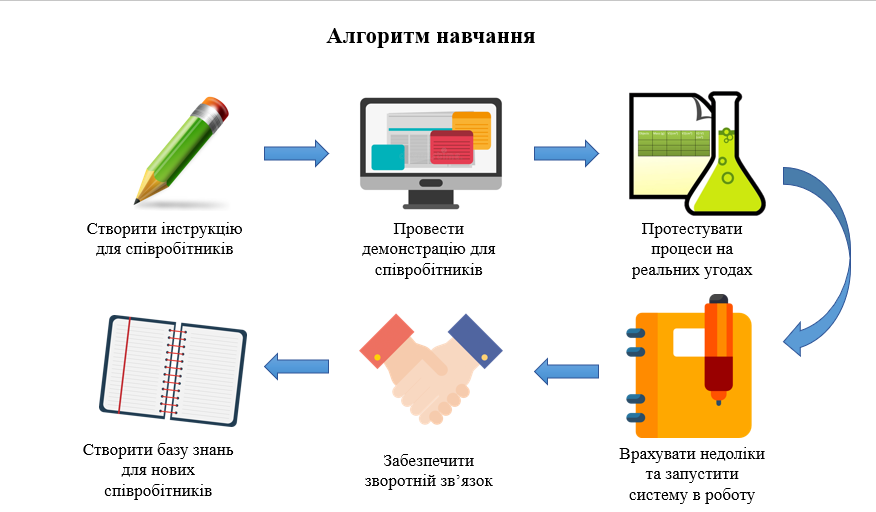 Алгоритм навчання
Створити інструкцію
для співробітників
Провести
демонстрацію для
співробітників
Протестувати
процеси на
реальних угодах
Врахувати недоліки
та запустити
систему в роботу
Забезпечити
зворотній зв’язок
Створити базу знань
для нових
співробітників